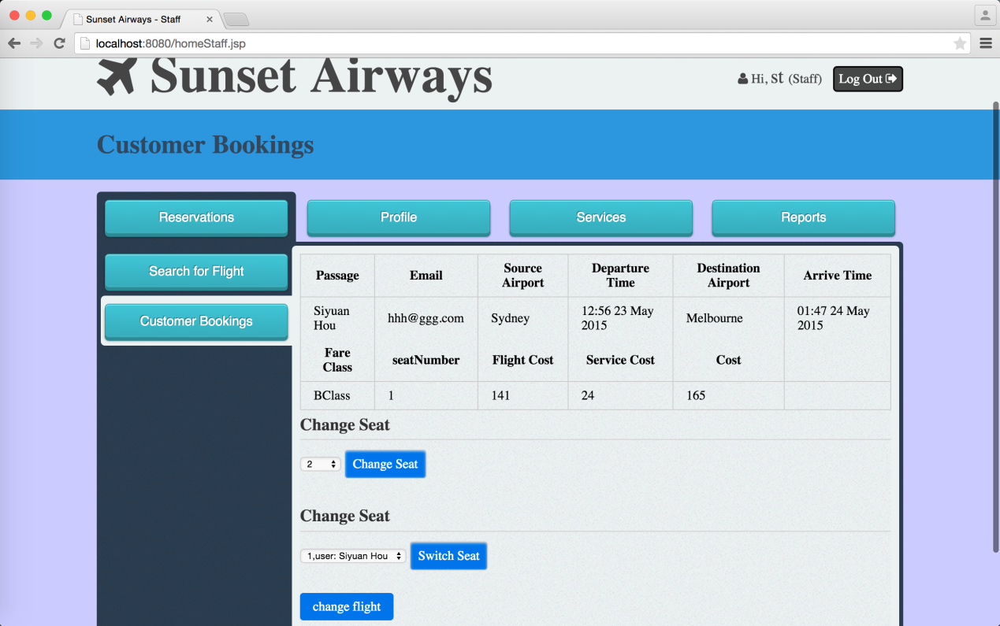 Sunset Airways - Staff
localhost:8080/homeStaff.jsp
Sunset Airways
Hi, st (Staff)
Log Out
Customer Bookings
Reservations
Profile
Services
Reports
Search for Flight
Customer Bookings
Passage Email Source Airport Departure Time Destination Airport Arrive Time
Siyuan Hou hhh@ggg.com Sydney 12:56 23 May 2015 Melbourne 01:47 24 May 2015
Fare Class seatNumber Flight Cost Service Cost Cost
BClass 1 141 24 165
Change Seat
2 Change Seat
Change Seat
1,user: Siyuan Hou Switch Seat
change flight